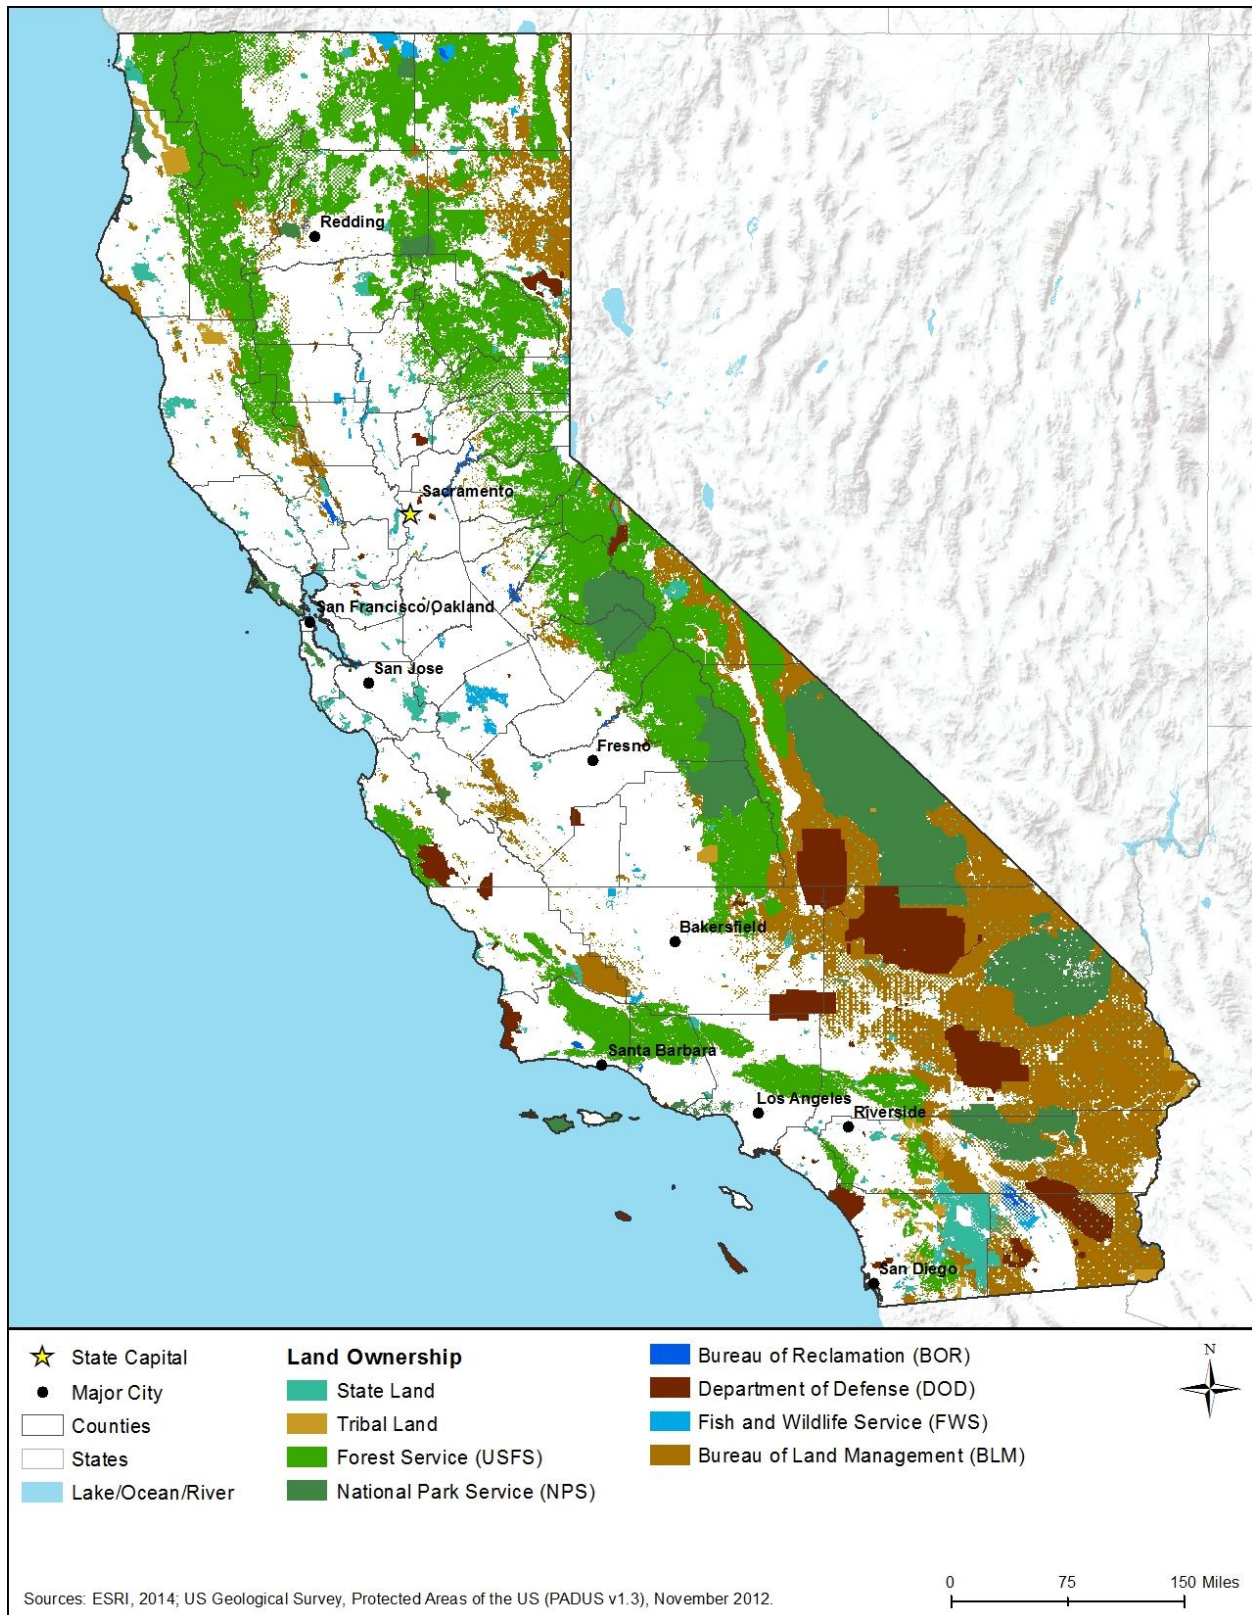 Redding
Sacramento
San Francisco/Oakland
San Jose
Fresno
Bakersfield
Santa Barbara
Los Angeles
Riverside
San Diego
State Capital
Major City
Counties
States
Lake/Ocean/River
Land Ownership
State Land
Tribal Land
Forest Service (USFS)
National Park Service (NPS)
Bureau of Reclamation (BOR)
Department of Defense (DOD)
Fish and Wildlife Service (FWS)
Bureau of Land Management (BLM)
N
0 75 150 Miles
Sources: ESRI, 2014; US Geological Survey, Protected Areas of the US (PADUS v1.3), November 2012.